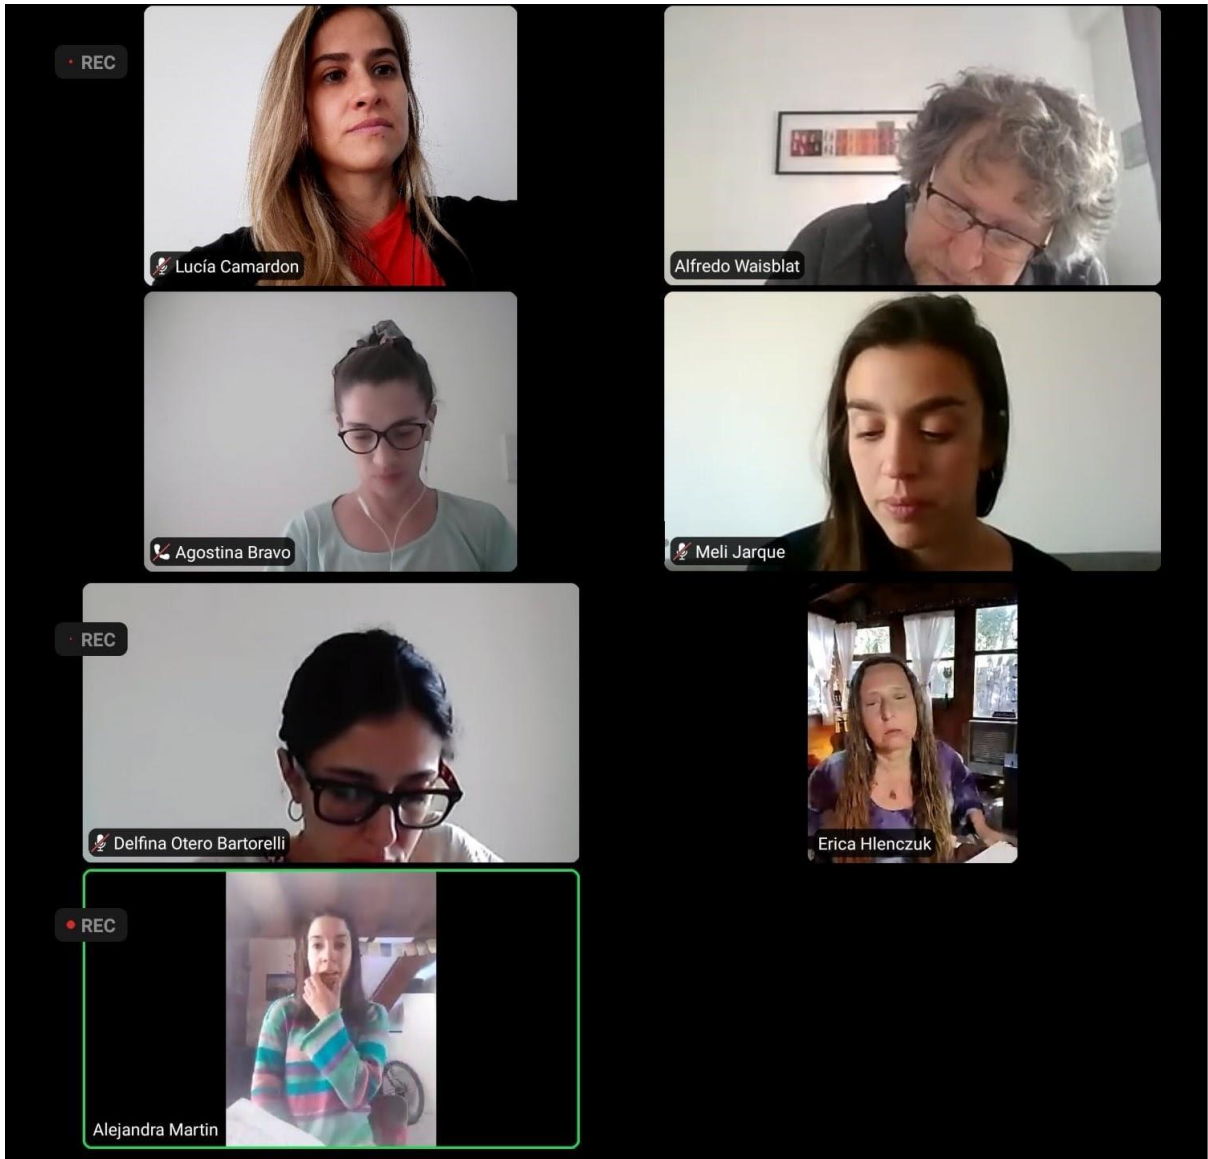 REC
Lucía Camardon
Alfredo Waisblat
Agostina Bravo
Meli Jarque
REC
Delfina Otero Bartorelli
Erica Hlenczuk
REC
Alejandra Martin